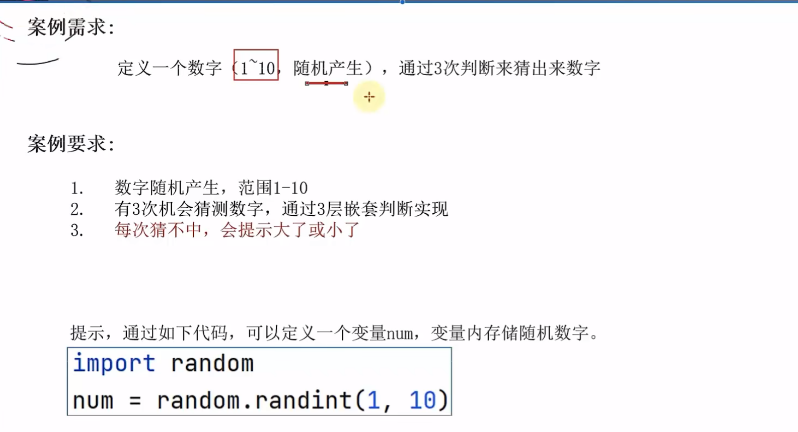 案例需求:
定义一个数字（1~10，随机产生），通过3次判断来猜出来数字
案例要求:
1. 数字随机产生，范围1-10
2. 有3次机会猜测数字，通过3层嵌套判断实现
3. 每次猜不中，会提示大了或小了
提示，通过如下代码，可以定义一个变量num，变量内存储随机数字。
import random
num = random.randint(1, 10)